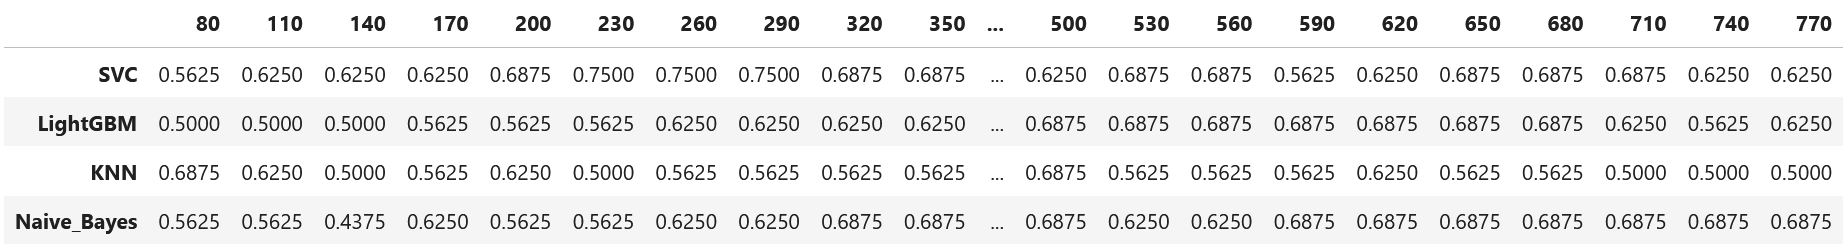 80 110 140 170 200 230 260 290 320 350 ... 500 530 560 590 620 650 680 710 740 770
SVC 0.5625 0.6250 0.6250 0.6250 0.6875 0.7500 0.7500 0.7500 0.6875 0.6875 ... 0.6250 0.6875 0.6875 0.5625 0.6250 0.6875 0.6875 0.6875 0.6250 0.6250
LightGBM 0.5000 0.5000 0.5000 0.5625 0.5625 0.5625 0.6250 0.6250 0.6250 0.6250 ... 0.6875 0.6875 0.6875 0.6875 0.6875 0.6875 0.6875 0.6250 0.5625 0.6250
KNN 0.6875 0.6250 0.5000 0.5625 0.6250 0.5000 0.5625 0.5625 0.5625 0.5625 ... 0.6875 0.5625 0.5625 0.5625 0.6250 0.5625 0.5625 0.5000 0.5000 0.5000
Naive_Bayes 0.5625 0.5625 0.4375 0.6250 0.5625 0.5625 0.6250 0.6250 0.6875 0.6875 ... 0.6875 0.6250 0.6250 0.6875 0.6875 0.6875 0.6875 0.6875 0.6875 0.6875